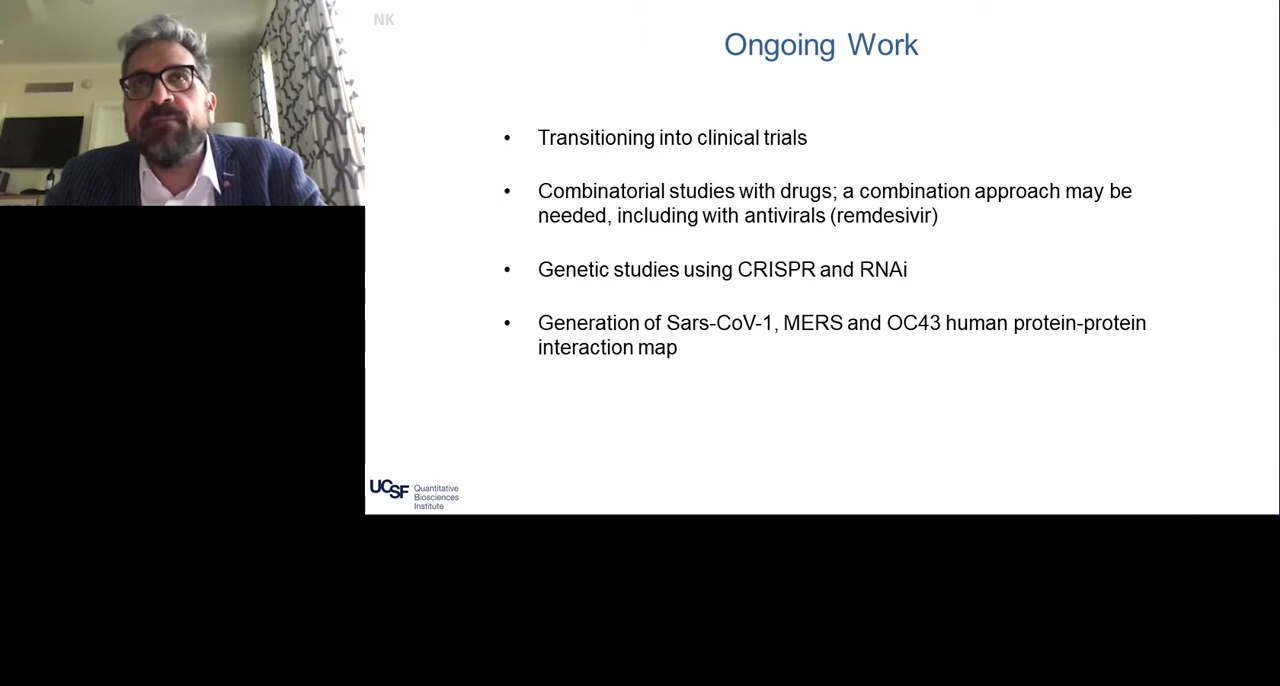 NK
Ongoing Work
• Transitioning into clinical trials
• Combinatorial studies with drugs; a combination approach may be
needed, including with antivirals (remdesivir)
• Genetic studies using CRISPR and RNAi
• Generation of Sars-CoV-1, MERS and OC43 human protein-protein
interaction map
UCSF Quantitative
Biosciences
Institute